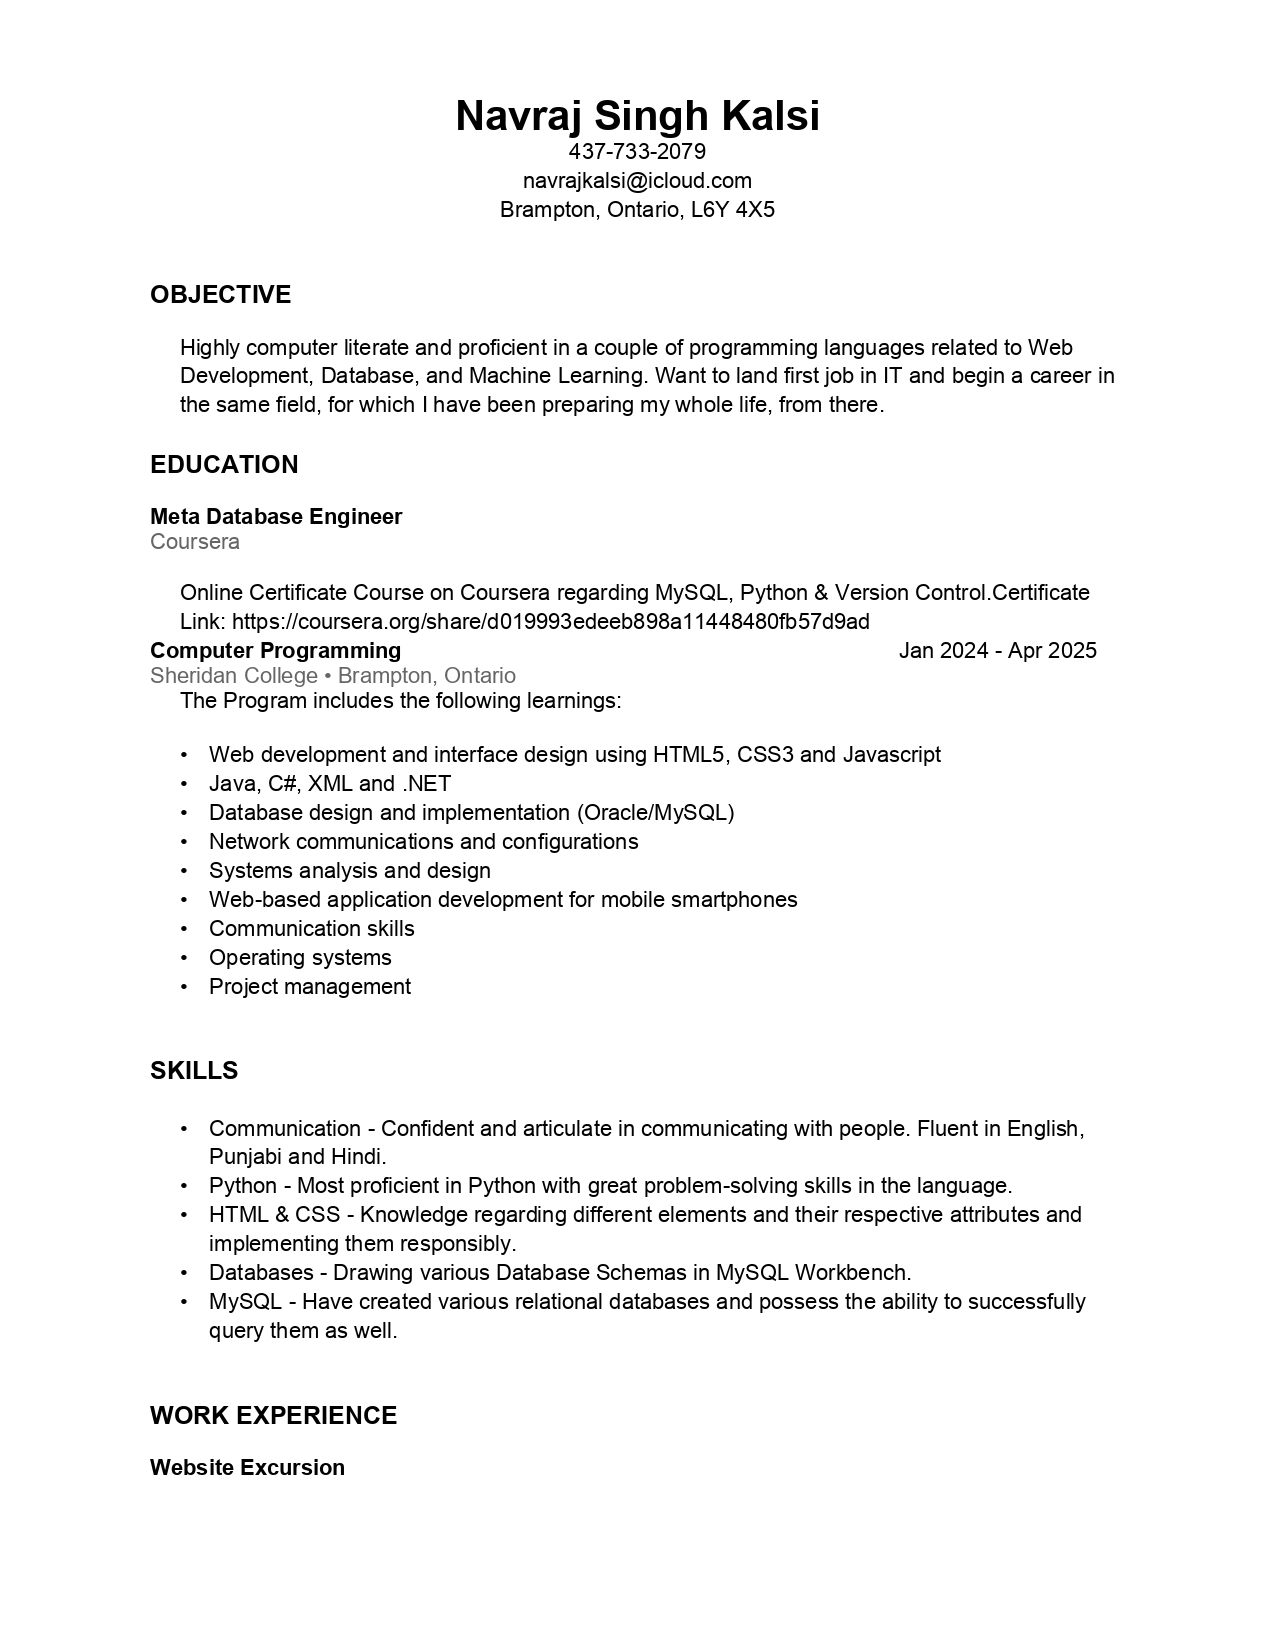 Navraj Singh Kalsi
437-733-2079
navrajkalsi@icloud.com
Brampton, Ontario, L6Y 4X5
OBJECTIVE
Highly computer literate and proficient in a couple of programming languages related to Web
Development, Database, and Machine Learning. Want to land first job in IT and begin a career in
the same field, for which I have been preparing my whole life, from there.
EDUCATION
Meta Database Engineer
Coursera
Online Certificate Course on Coursera regarding MySQL, Python & Version Control.Certificate
Link: https://coursera.org/share/d019993edeeb898a11448480fb57d9ad
Computer Programming Jan 2024 - Apr 2025
Sheridan College • Brampton, Ontario
The Program includes the following learnings:
• Web development and interface design using HTML5, CSS3 and Javascript
• Java, C#, XML and .NET
• Database design and implementation (Oracle/MySQL)
• Network communications and configurations
• Systems analysis and design
• Web-based application development for mobile smartphones
• Communication skills
• Operating systems
• Project management
SKILLS
• Communication - Confident and articulate in communicating with people. Fluent in English,
Punjabi and Hindi.
• Python - Most proficient in Python with great problem-solving skills in the language.
• HTML & CSS - Knowledge regarding different elements and their respective attributes and
implementing them responsibly.
• Databases - Drawing various Database Schemas in MySQL Workbench.
• MySQL - Have created various relational databases and possess the ability to successfully
query them as well.
WORK EXPERIENCE
Website Excursion